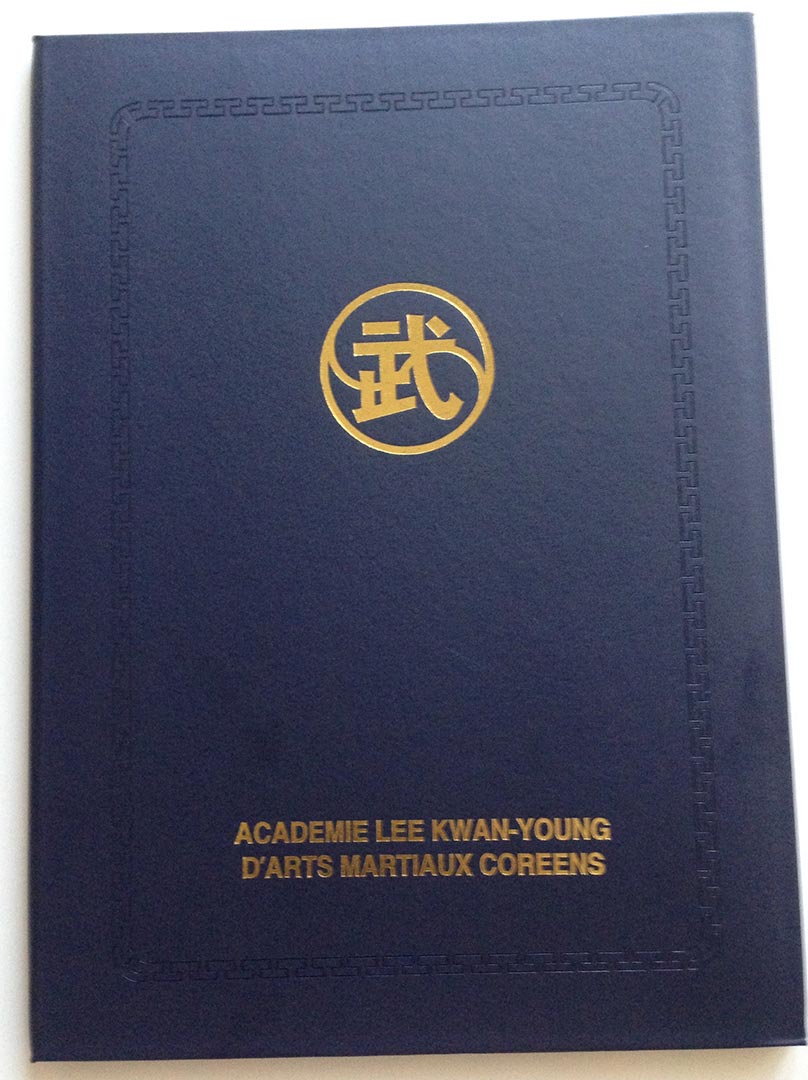 武
ACADEMIE LEE KWAN-YOUNG
D'ARTS MARTIAUX COREENS